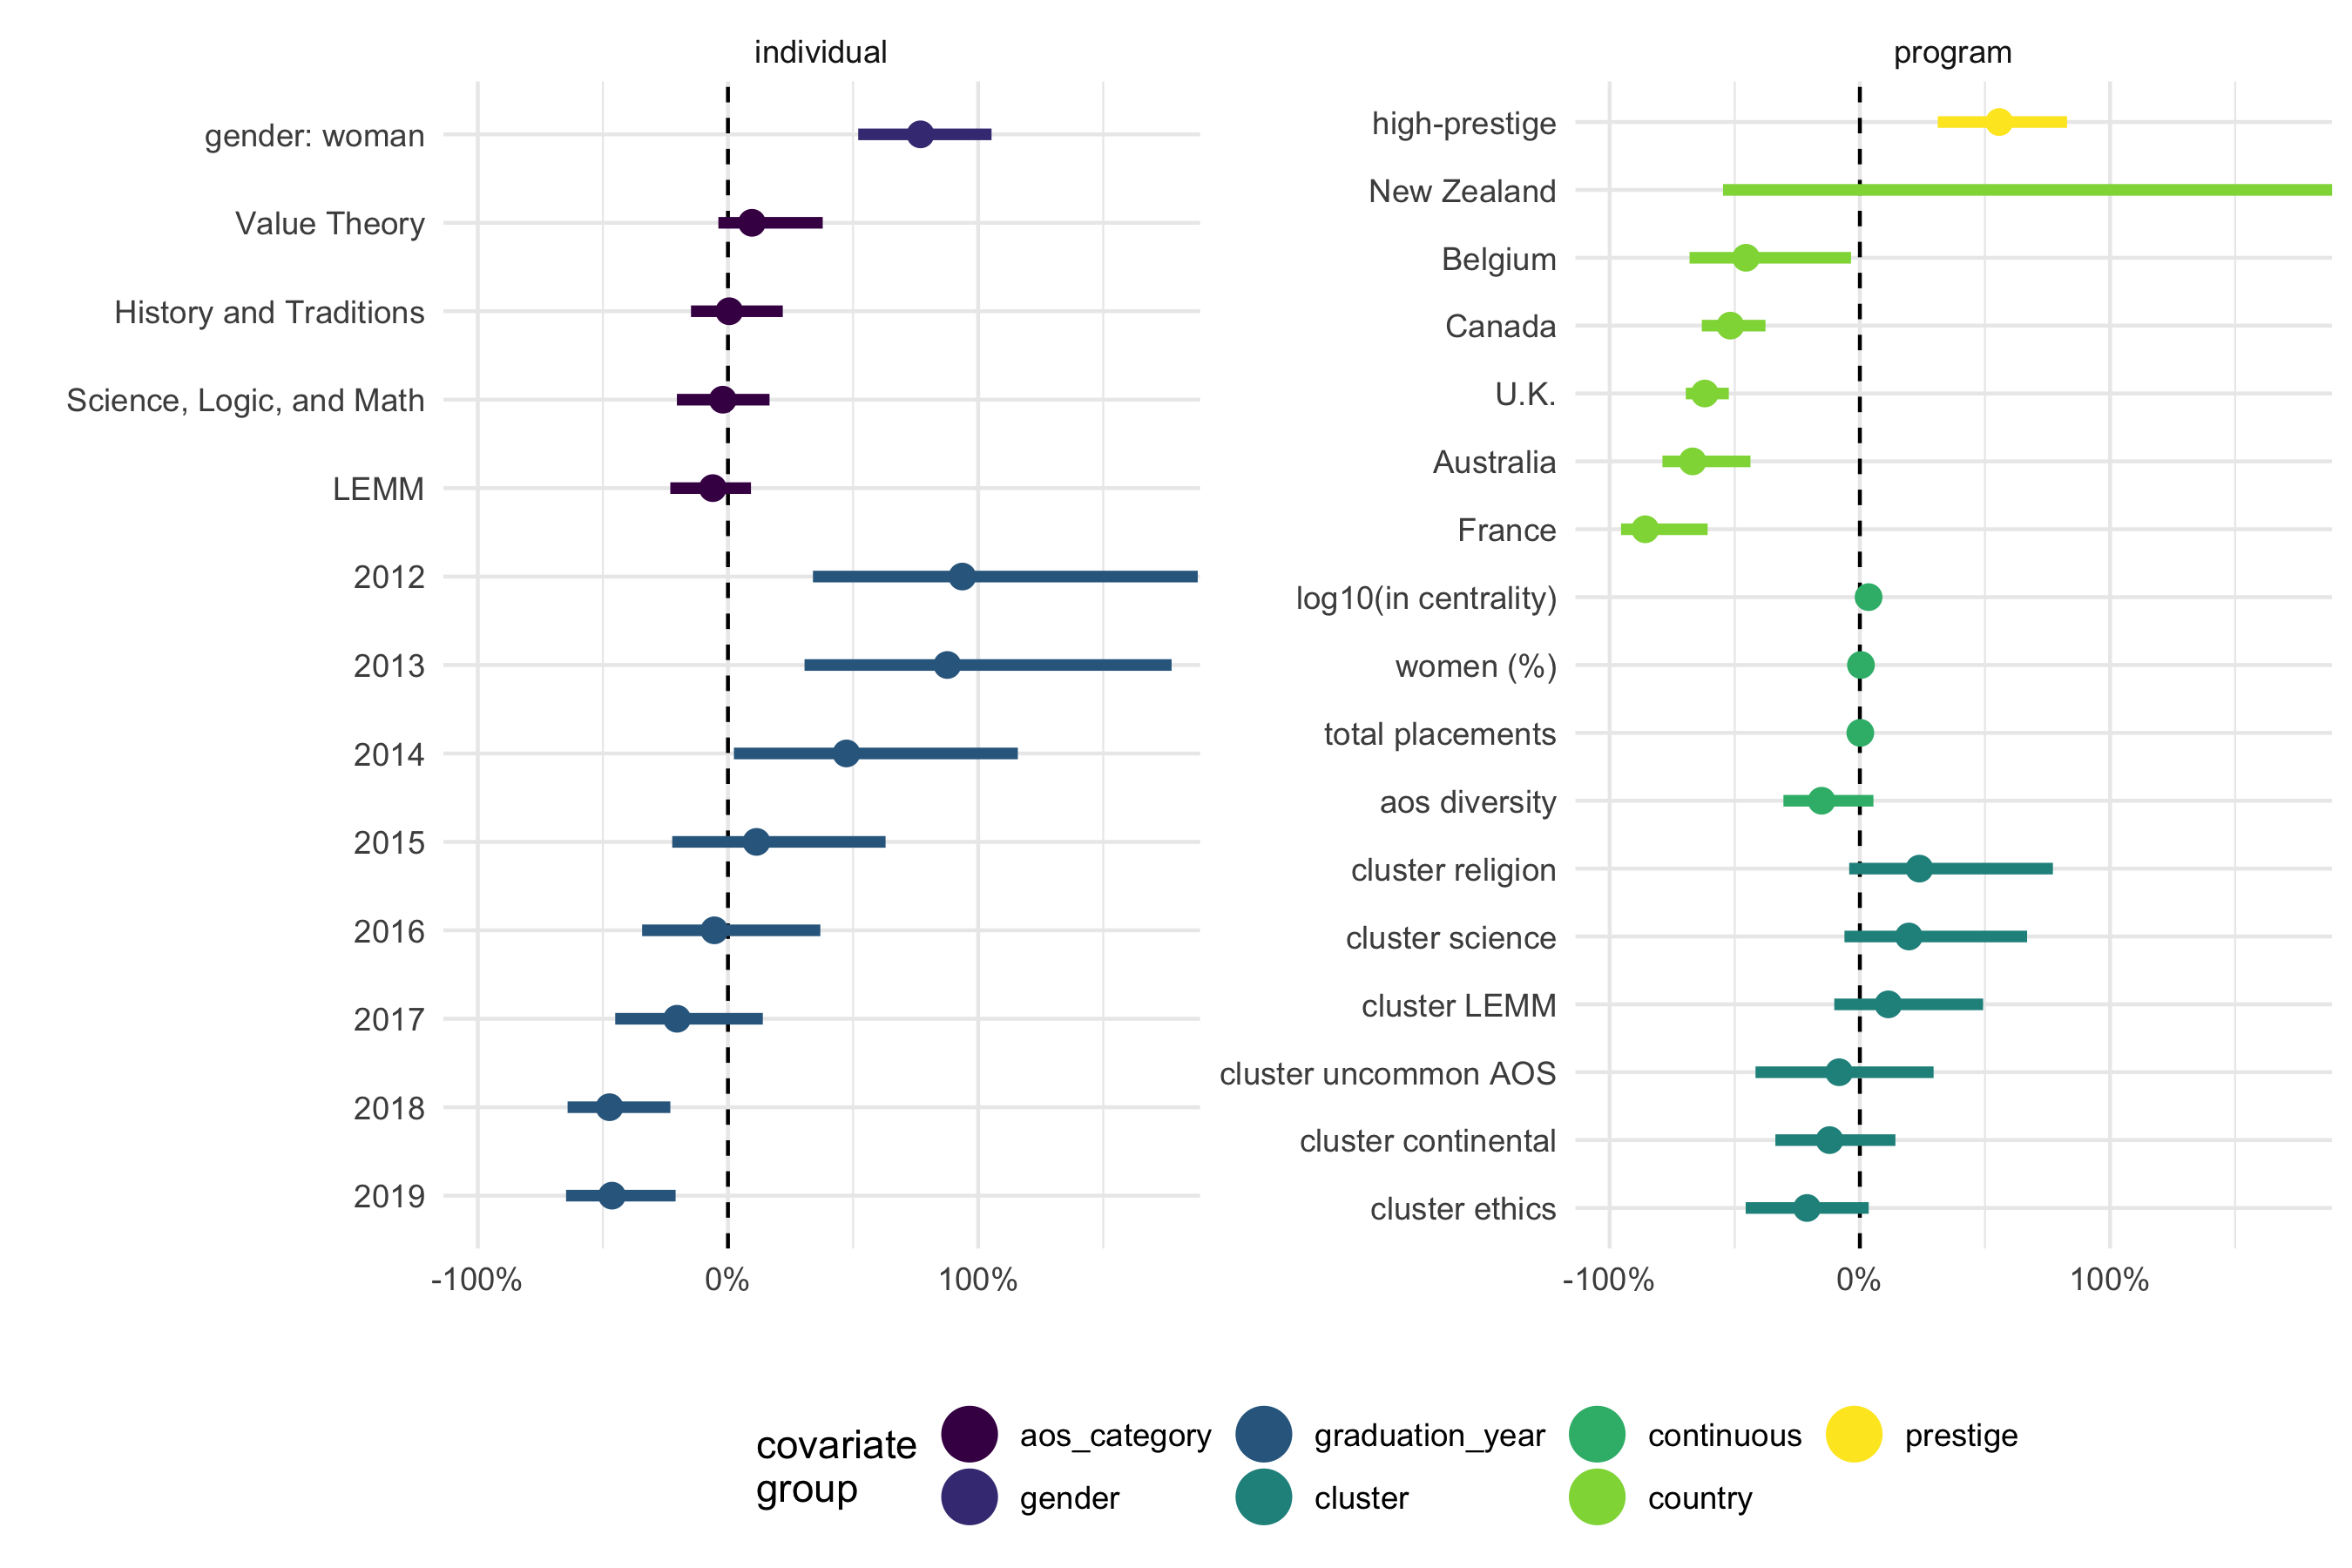 individual
gender: woman
Value Theory
History and Traditions
Science, Logic, and Math
LEMM
2012
2013
2014
2015
2016
2017
2018
2019
-100% 0% 100%
program
high-prestige
New Zealand
Belgium
Canada
U.K.
Australia
France
log10(in centrality)
women (%)
total placements
aos diversity
cluster religion
cluster science
cluster LEMM
cluster uncommon AOS
cluster continental
cluster ethics
-100% 0% 100%
covariate
group
aos_category
gender
graduation_year
cluster
continuous
country
prestige